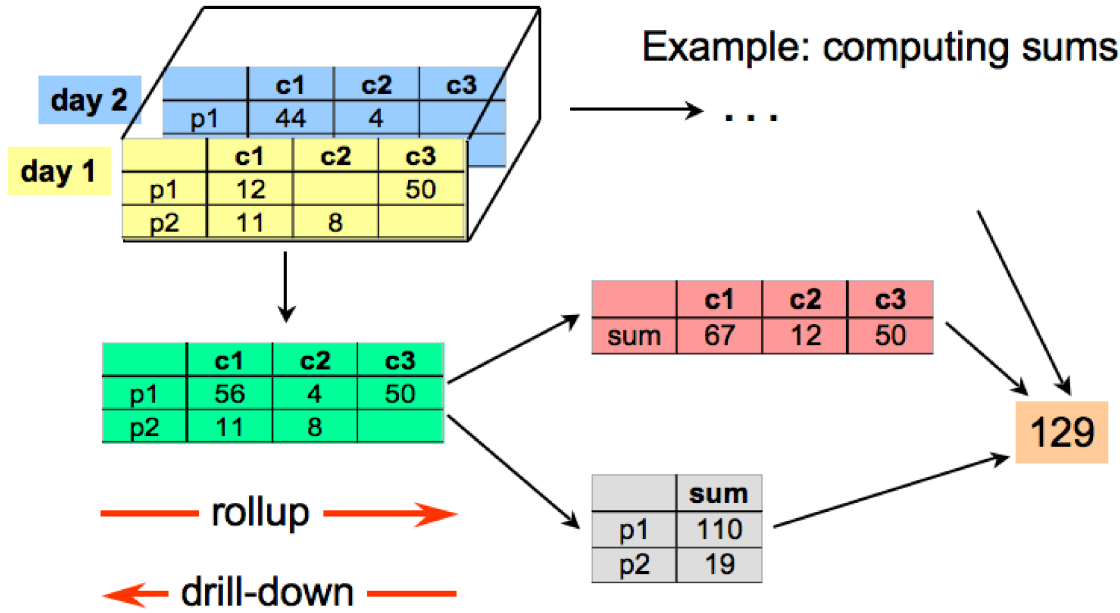 Example: computing sums
day 2
c1 c2 c3
p1 44 4
. . .
day 1
c1 c2 c3
p1 12 50
p2 11 8
c1 c2 c3
sum 67 12 50
c1 c2 c3
p1 56 4 50
p2 11 8
129
sum
p1 110
p2 19
rollup
drill-down